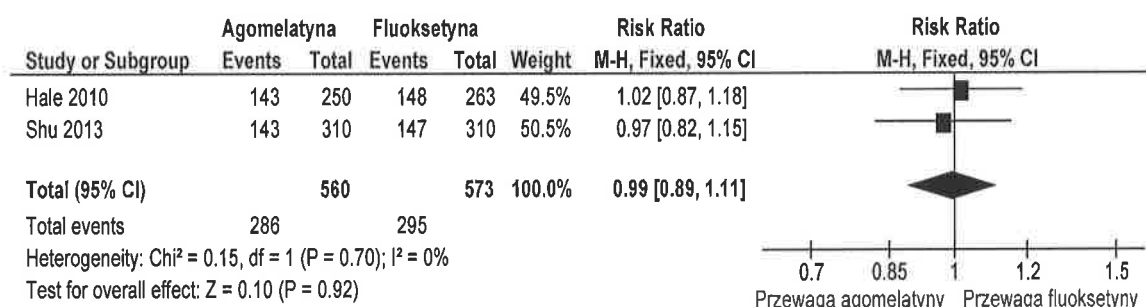 Agomelatyna Fluoksetyna Risk Ratio Risk Ratio
Study or Subgroup Events Total Events Total Weight M-H, Fixed, 95% CI M-H, Fixed, 95% CI
Hale 2010 143 250 148 263 49.5% 1.02 [0.87, 1.18]
Shu 2013 143 310 147 310 50.5% 0.97 [0.82, 1.15]
Total (95% CI) 560 573 100.0% 0.99 [0.89, 1.11]
Total events 286 295
Heterogeneity: Chi² = 0.15, df = 1 (P = 0.70); I² = 0%
Test for overall effect: Z = 0.10 (P = 0.92)
0.7 0.85 1 1.2 1.5
Przewaga agomelatyny Przewaga fluoksetyny